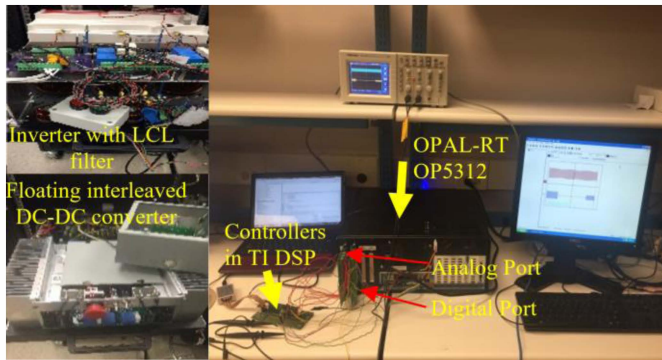 Inverter with LCL
filter
Floating interleaved
DC-DC converter
OPAL-RT
OP5312
Controllers
in TI DSP
Analog Port
Digital Port